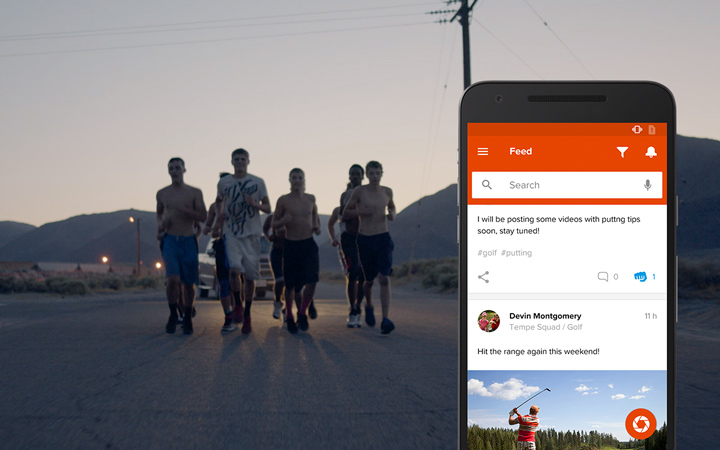 Feed
Search
I will be posting some videos with puttng tips
soon, stay tuned!
#golf #putting
0
1
Devin Montgomery
11 h
Tempe Squad / Golf
Hit the range again this weekend!